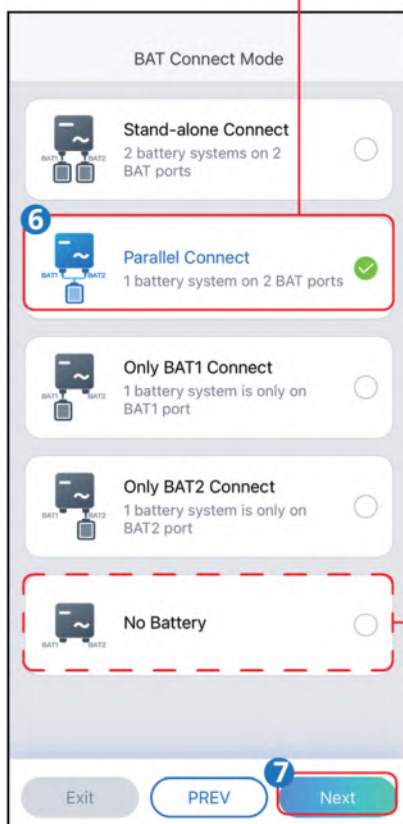 BAT Connect Mode
Stand-alone Connect
2 battery systems on 2
BAT ports
BAT1 BAT2
6
Parallel Connect
1 battery system on 2 BAT ports
BAT1 BAT2
Only BAT1 Connect
1 battery system is only on
BAT1 port
BAT1 BAT2
Only BAT2 Connect
1 battery system is only on
BAT2 port
BAT1 BAT2
No Battery
BAT1 BAT2
7
Exit PREV Next